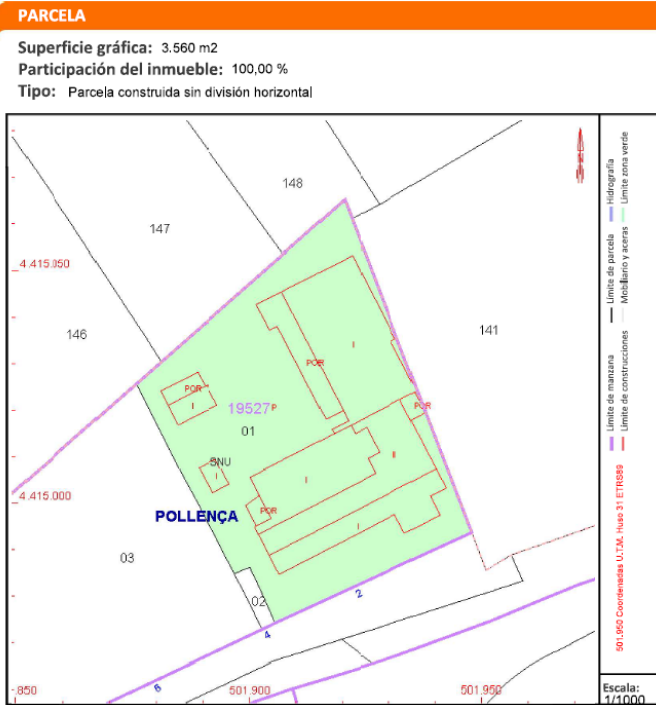 PARCELA
Superficie gráfica: 3.560 m2
Participación del inmueble: 100,00 %
Tipo: Parcela construida sin división horizontal
148
147
4.415.050
141
146
I
POR
POR
I
19527
P
POR
01
SNU
I
I
II
4.415.000
POLLENÇA
POR
I
03
02
2
4
6
.850
501.900
501.950
Límite de manzana
Límite de parcela
Hidrografía
Límite de construcciones
Mobiliario y aceras
Límite zona verde
501,950 Coordenadas U.T.M. Huso 31 ETRS89
Escala:
1/1000